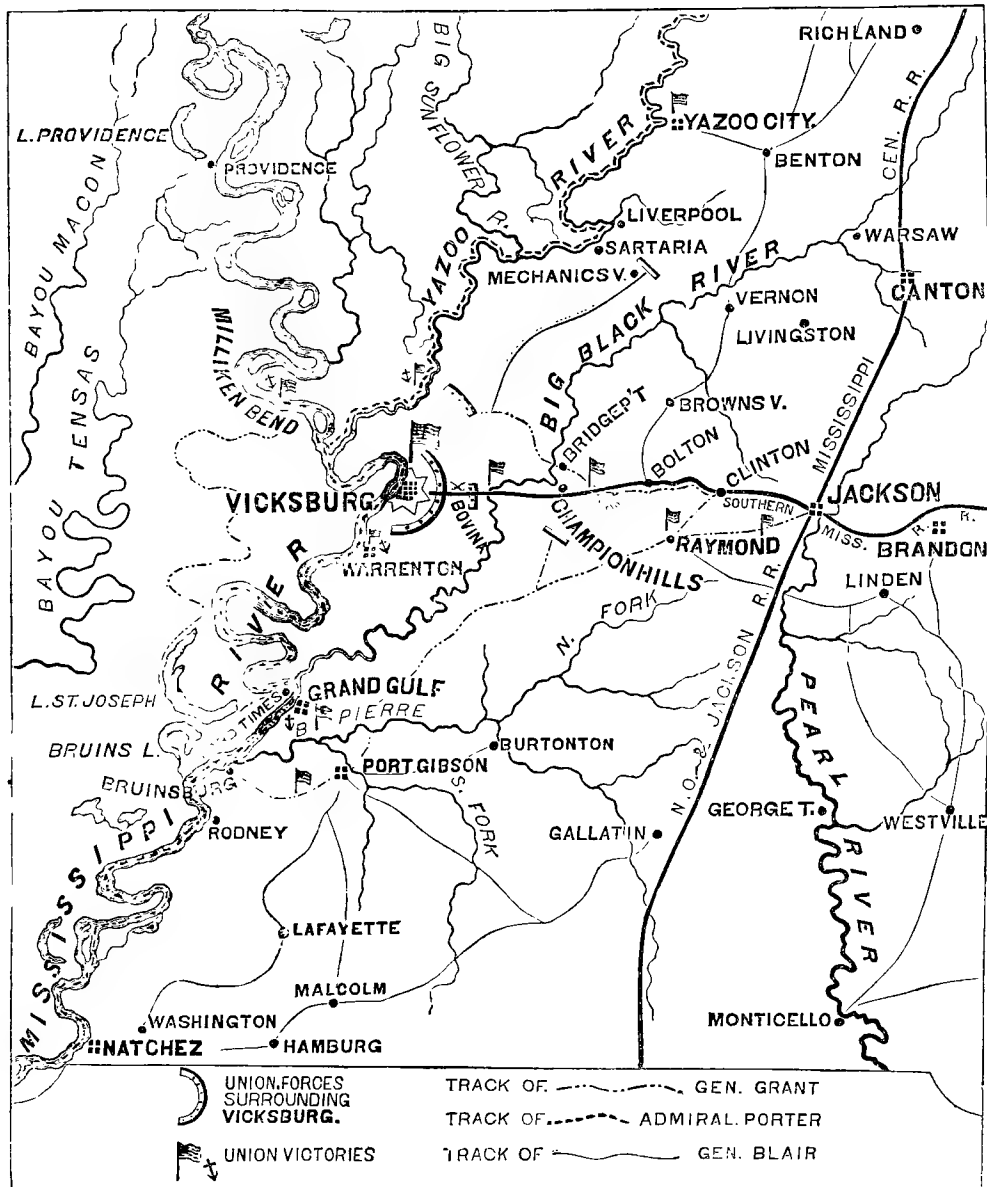 RICHLAND
BIG SUNFLOWER R.
CEN. R. R.
L. PROVIDENCE
PROVIDENCE
YAZOO CITY.
BENTON
BAYOU MACON
YAZOO RIVER
LIVERPOOL
SARTARIA
MECHANICSV.
WARSAW
CANTON
BIG BLACK RIVER
VERNON
LIVINGSTON
MILLIKEN BEND
BAYOU TENSAS
MISSISSIPPI
BROWNS V.
BRIDGEP'T
BOLTON
CLINTON
VICKSBURG
SOUTHERN
JACKSON
MISS. R. R.
BRANDON
BOVINA
CHAMPIONHILLS
RAYMOND
WARRENTON
LINDEN
N. FORK
N.O. & JACKSON R. R.
MISSISSIPPI RIVER
L. ST. JOSEPH
TIMES
GRAND GULF
B. PIERRE
PEARL RIVER
BRUINS L.
BRUINSBURG
BURTONTON
PORT GIBSON
S. FORK
RODNEY
GALLATIN
GEORGE T.
WESTVILLE
LAFAYETTE
MALCOLM
WASHINGTON
NATCHEZ
HAMBURG
MONTICELLO
UNION FORCES
SURROUNDING
VICKSBURG.
UNION VICTORIES
TRACK OF GEN. GRANT
TRACK OF ADMIRAL. PORTER
TRACK OF GEN. BLAIR